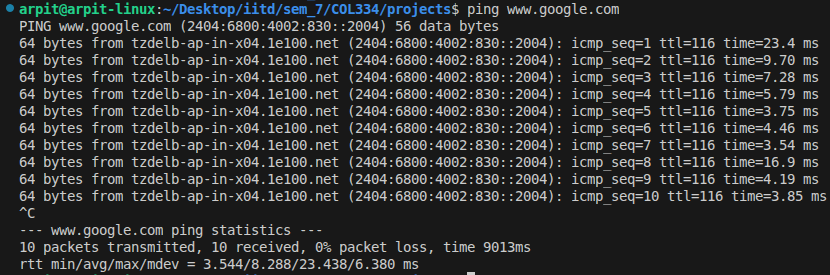 arpit@arpit-linux:~/Desktop/iitd/sem_7/COL334/projects$ ping www.google.com
PING www.google.com (2404:6800:4002:830::2004) 56 data bytes
64 bytes from tzdelb-ap-in-x04.1e100.net (2404:6800:4002:830::2004): icmp_seq=1 ttl=116 time=23.4 ms
64 bytes from tzdelb-ap-in-x04.1e100.net (2404:6800:4002:830::2004): icmp_seq=2 ttl=116 time=9.70 ms
64 bytes from tzdelb-ap-in-x04.1e100.net (2404:6800:4002:830::2004): icmp_seq=3 ttl=116 time=7.28 ms
64 bytes from tzdelb-ap-in-x04.1e100.net (2404:6800:4002:830::2004): icmp_seq=4 ttl=116 time=5.79 ms
64 bytes from tzdelb-ap-in-x04.1e100.net (2404:6800:4002:830::2004): icmp_seq=5 ttl=116 time=3.75 ms
64 bytes from tzdelb-ap-in-x04.1e100.net (2404:6800:4002:830::2004): icmp_seq=6 ttl=116 time=4.46 ms
64 bytes from tzdelb-ap-in-x04.1e100.net (2404:6800:4002:830::2004): icmp_seq=7 ttl=116 time=3.54 ms
64 bytes from tzdelb-ap-in-x04.1e100.net (2404:6800:4002:830::2004): icmp_seq=8 ttl=116 time=16.9 ms
64 bytes from tzdelb-ap-in-x04.1e100.net (2404:6800:4002:830::2004): icmp_seq=9 ttl=116 time=4.19 ms
64 bytes from tzdelb-ap-in-x04.1e100.net (2404:6800:4002:830::2004): icmp_seq=10 ttl=116 time=3.85 ms
^C
--- www.google.com ping statistics ---
10 packets transmitted, 10 received, 0% packet loss, time 9013ms
rtt min/avg/max/mdev = 3.544/8.288/23.438/6.380 ms